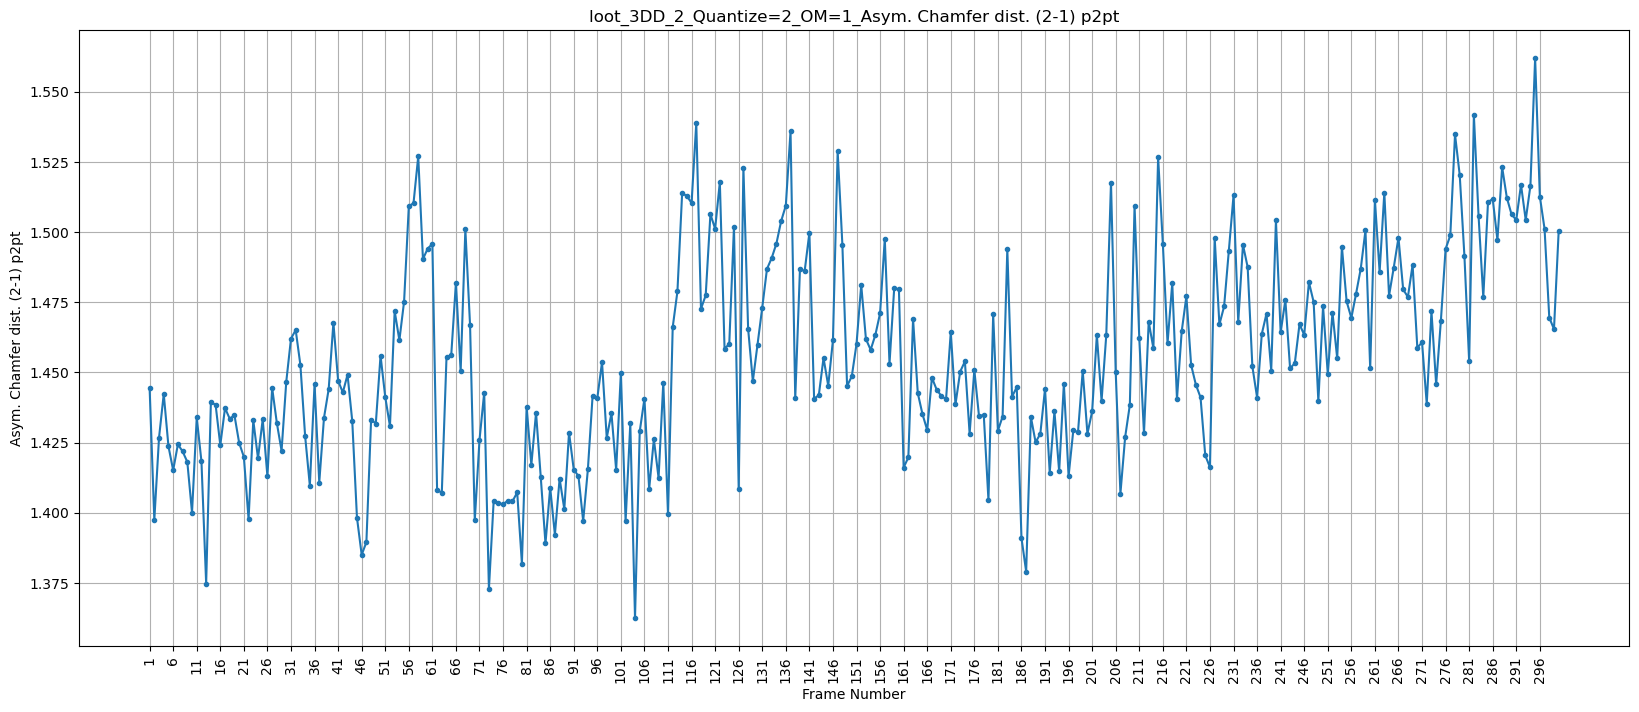 loot_3DD_2_Quantize=2_OM=1_Asym. Chamfer dist. (2-1) p2pt
Asym. Chamfer dist. (2-1) p2pt
1.550
1.525
1.500
1.475
1.450
1.425
1.400
1.375
1 6 11 16 21 26 31 36 41 46 51 56 61 66 71 76 81 86 91 96 101 106 111 116 121 126 131 136 141 146 151 156 161 166 171 176 181 186 191 196 201 206 211 216 221 226 231 236 241 246 251 256 261 266 271 276 281 286 291 296
Frame Number